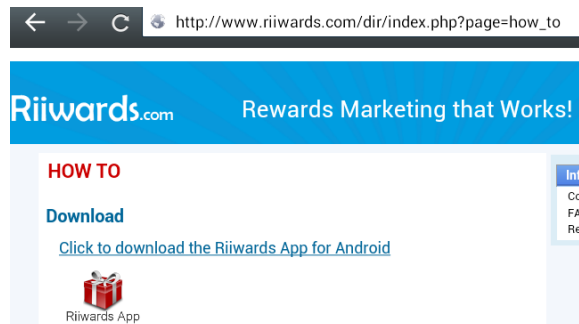 http://www.riiwards.com/dir/index.php?page=how_to
Riiwards.com Rewards Marketing that Works!
HOW TO
Download
Click to download the Riiwards App for Android
Riiwards App